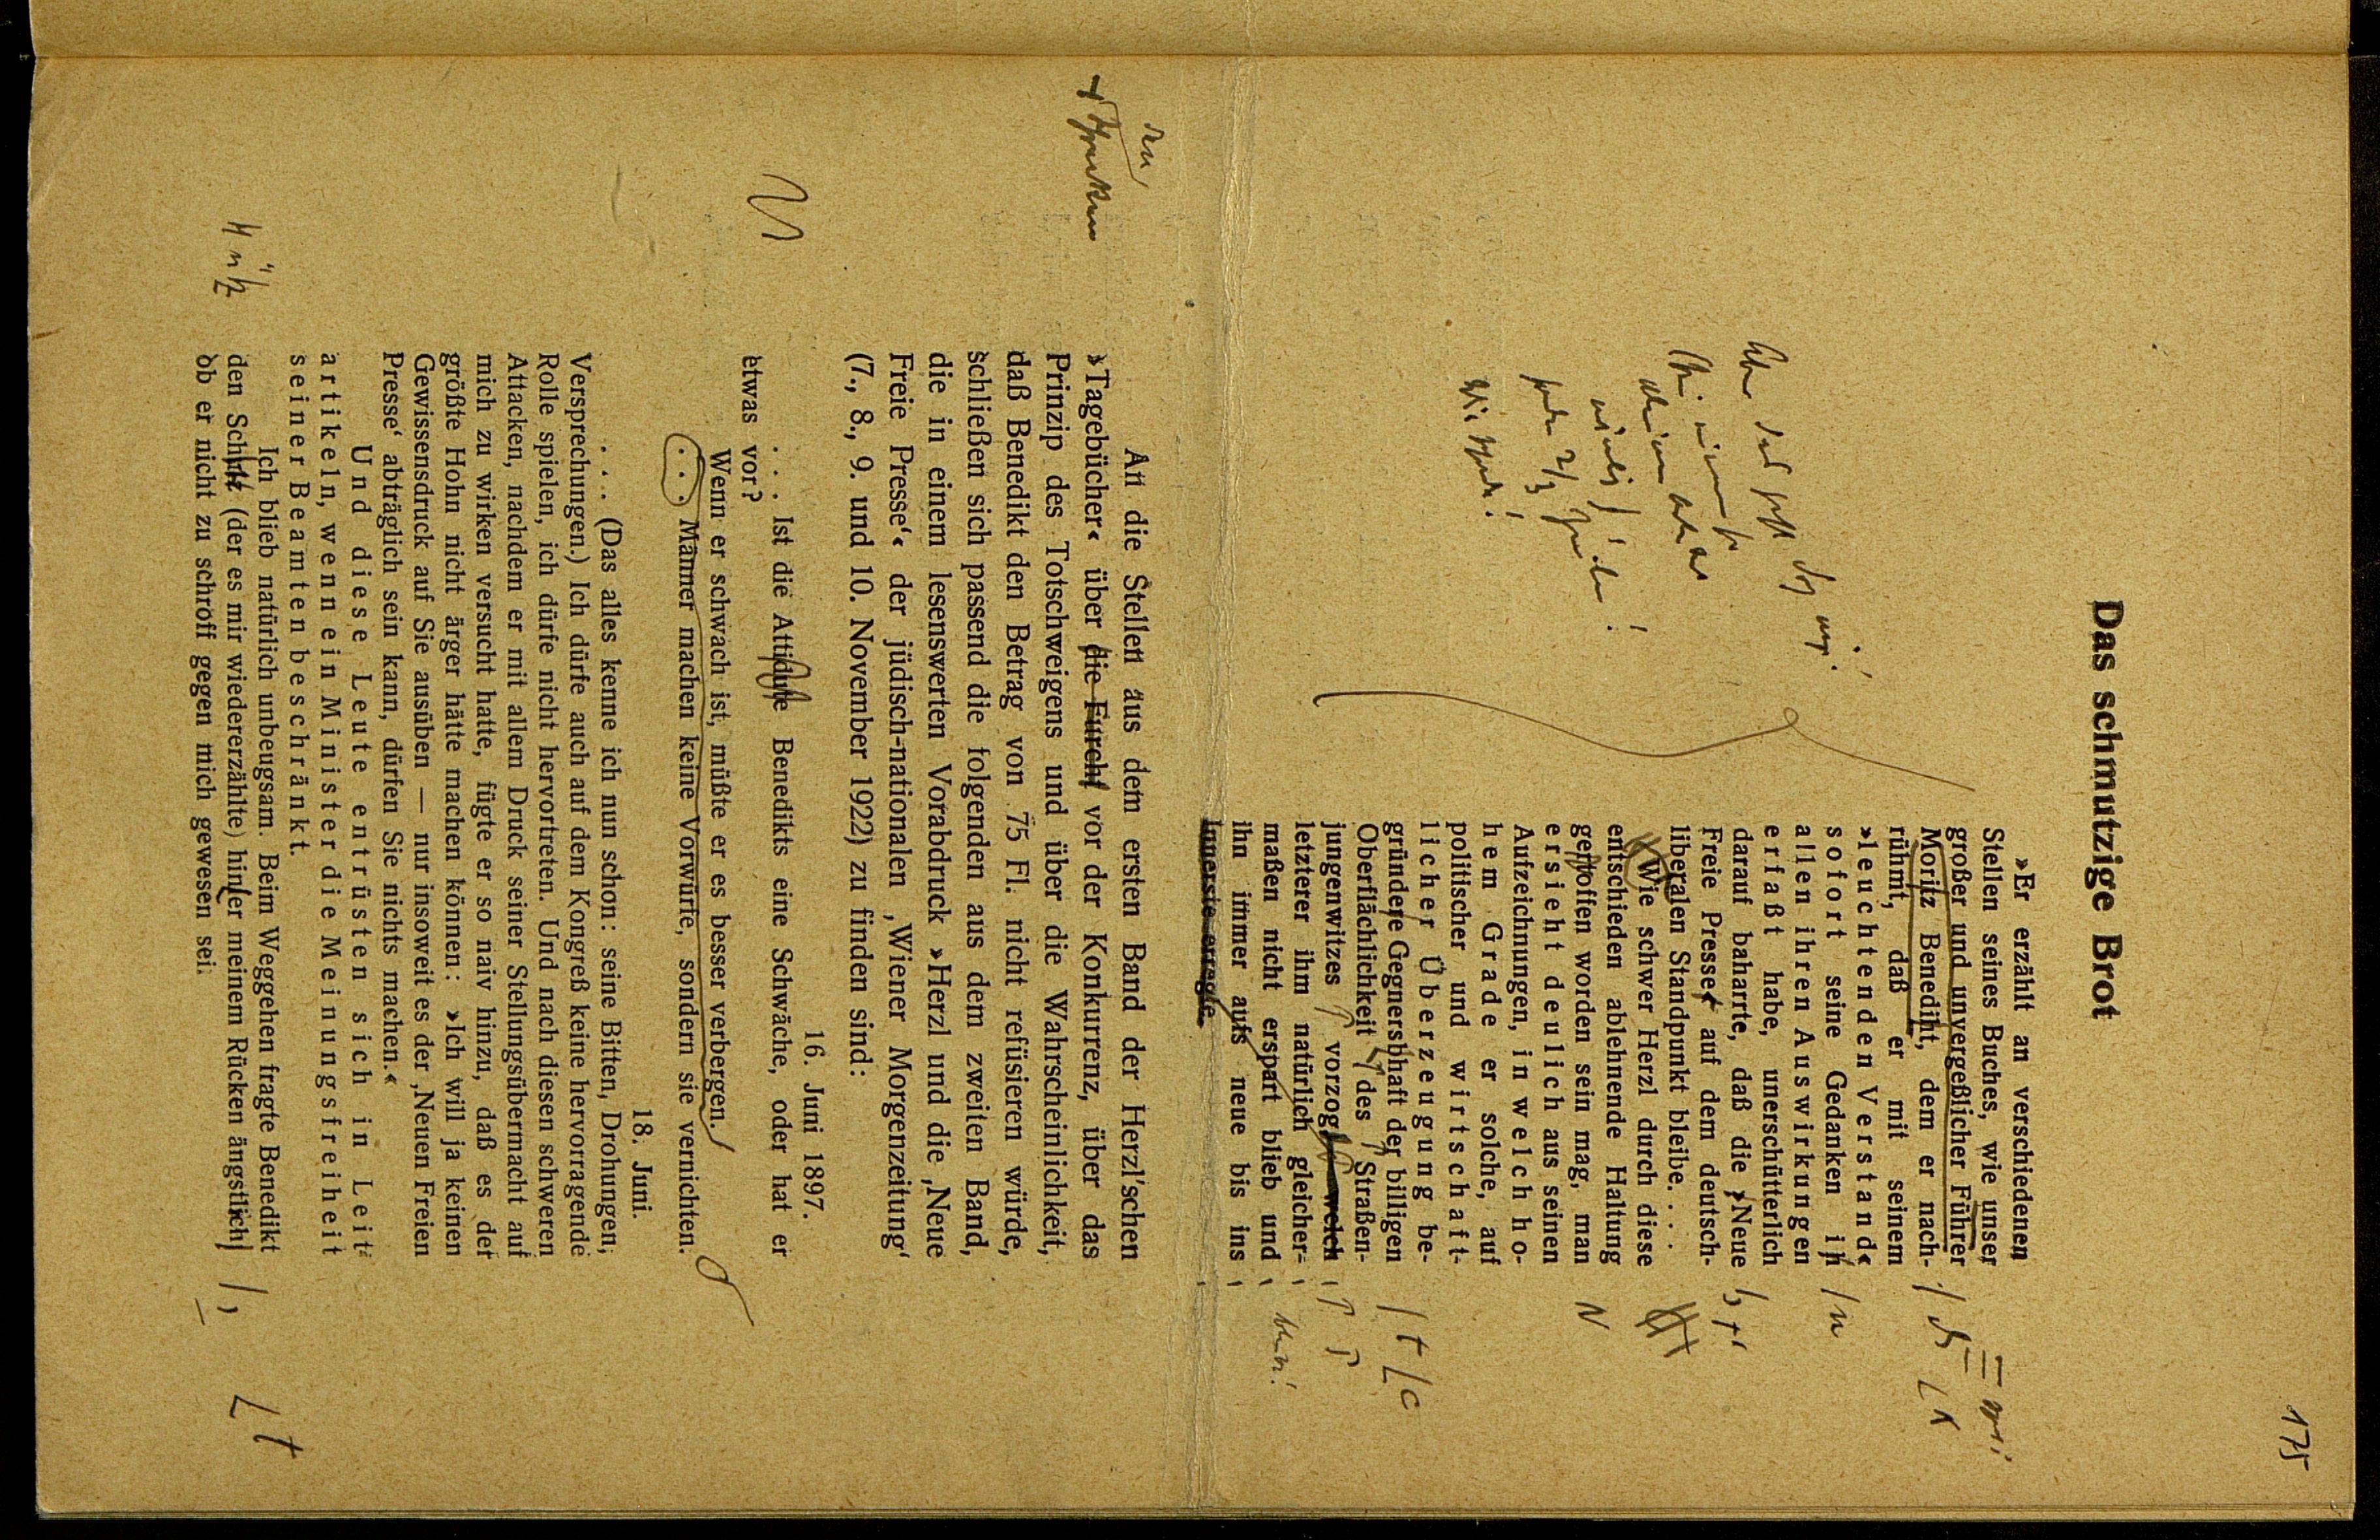 175
Das schmutzige Brot
»Er erzählt an verschiedenen
Stellen seines Buches, wie unser
großer und unvergeßlicher Führer
Moriz Benediht, dem er nach-
rühmt, daß er mit seinem
»leuchtenden Verstand«
sofort seine Gedanken ih
allen ihren Auswirkungen
erfaßt habe, unerschütterlich
darauf baharrte, daß die »Neue
Freie Presse« auf dem deutsch-
liberalen Standpunkt bleibe. . . .
Wie schwer Herzl durch diese
entschieden ablehnende Haltung
getroffen worden sein mag, man
ersieht deulich aus seinen
Aufzeichnungen, in welch ho-
hem Grade er solche, auf
politischer und wirtschaft-
licher Überzeugung be-
gründere Gegnersbhaft der billigen
Oberflächlichkeit des Straßen-
jungenwitzes vorzog welch
letzterer ihm natürlich gleicher-
maßen nicht erspart blieb und
ihn immer aufs neue bis ins
Innerste erregte.
An die Stellen aus dem ersten Band der Herzl'schen
»Tagebücher« über die Furcht vor der Konkurrenz, über das
Prinzip des Totschweigens und über die Wahrscheinlichkeit,
daß Benedikt den Betrag von 75 Fl. nicht refüsieren würde,
schließen sich passend die folgenden aus dem zweiten Band,
die in einem lesenswerten Vorabdruck »Herzl und die ‚Neue
Freie Presse‘« der jüdisch-nationalen ‚Wiener Morgenzeitung‘
(7., 8., 9. und 10. November 1922) zu finden sind:
16. Juni 1897.
. . . Ist die Attidute Benedikts eine Schwäche, oder hat er
etwas vor?
Wenn er schwach ist, müßte er es besser verbergen.
. . . Männer machen keine Vorwürfe, sondern sie vernichten.
18. Juni.
. . . (Das alles kenne ich nun schon: seine Bitten, Drohungen,
Versprechungen.) Ich dürfe auch auf dem Kongreß keine hervorragende
Rolle spielen, ich dürfe nicht hervortreten. Und nach diesen schweren
Attacken, nachdem er mit allem Druck seiner Stellungsübermacht auf
mich zu wirken versucht hatte, fügte er so naiv hinzu, daß es der
größte Hohn nicht ärger hätte machen können: »Ich will ja keinen
Gewissensdruck auf Sie ausüben — nur insoweit es der ‚Neuen Freien
Presse‘ abträglich sein kann, dürfen Sie nichts machen.«
Und diese Leute entrüsten sich in Leit-
artikeln, wenn ein Minister die Meinungsfreiheit
seiner Beamten beschränkt.
Ich blieb natürlich unbeugsam. Beim Weggehen fragte Benedikt
den (der es mir wiedererzählte) hinter meinem Rücken ängstlich
ob er nicht zu schroff gegen mich gewesen sei.